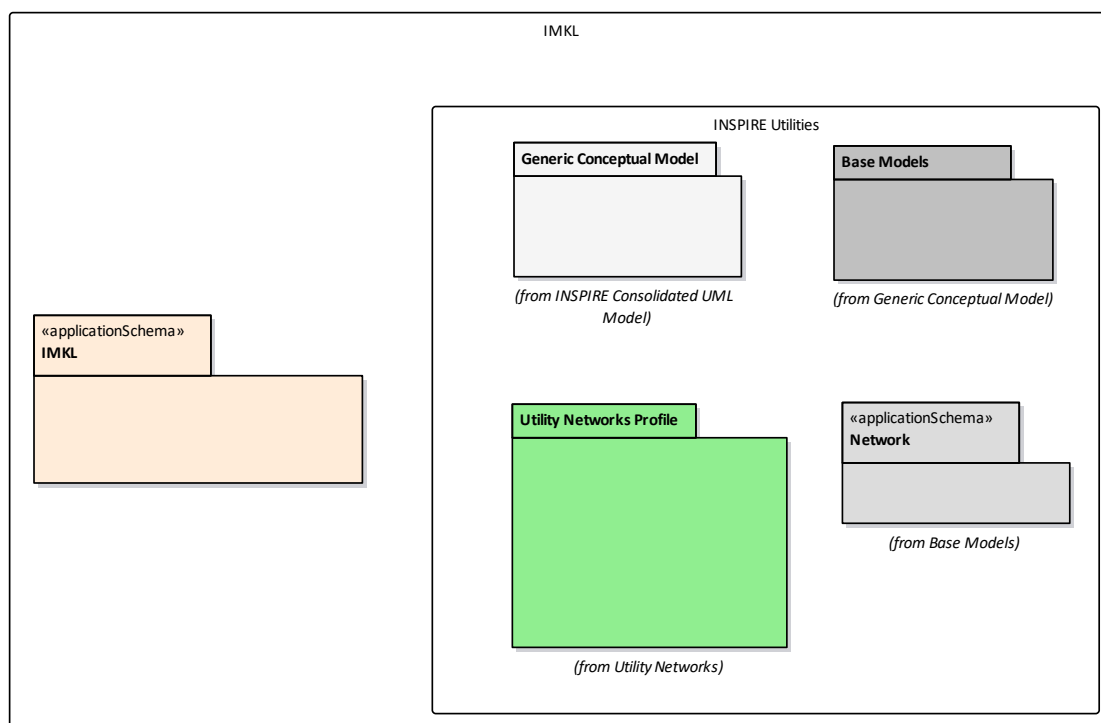 IMKL
INSPIRE Utilities
Generic Conceptual Model
(from INSPIRE Consolidated UML
Model)
Base Models
(from Generic Conceptual Model)
«applicationSchema»
IMKL
Utility Networks Profile
(from Utility Networks)
«applicationSchema»
Network
(from Base Models)